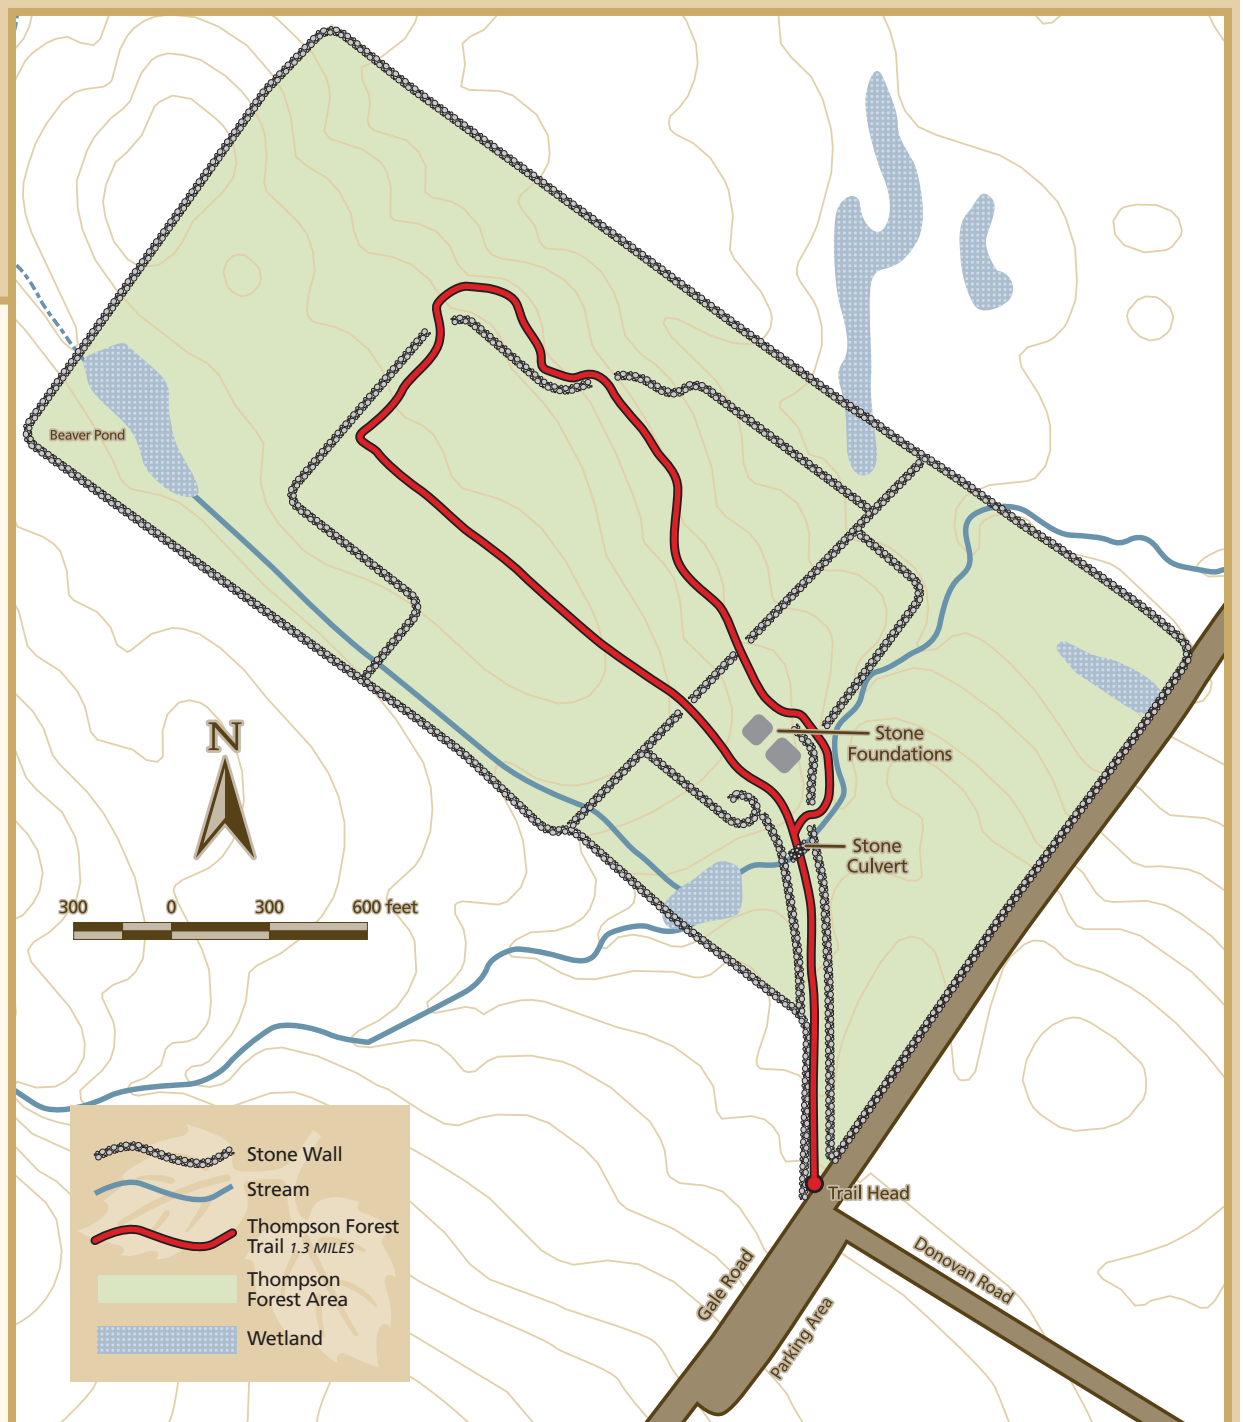 Beaver Pond
N
300 0 300 600 feet
Stone
Foundations
Stone
Culvert
Trail Head
Gale Road
Parking Area
Donovan Road
Stone Wall
Stream
Thompson Forest
Trail 1.3 MILES
Thompson
Forest Area
Wetland